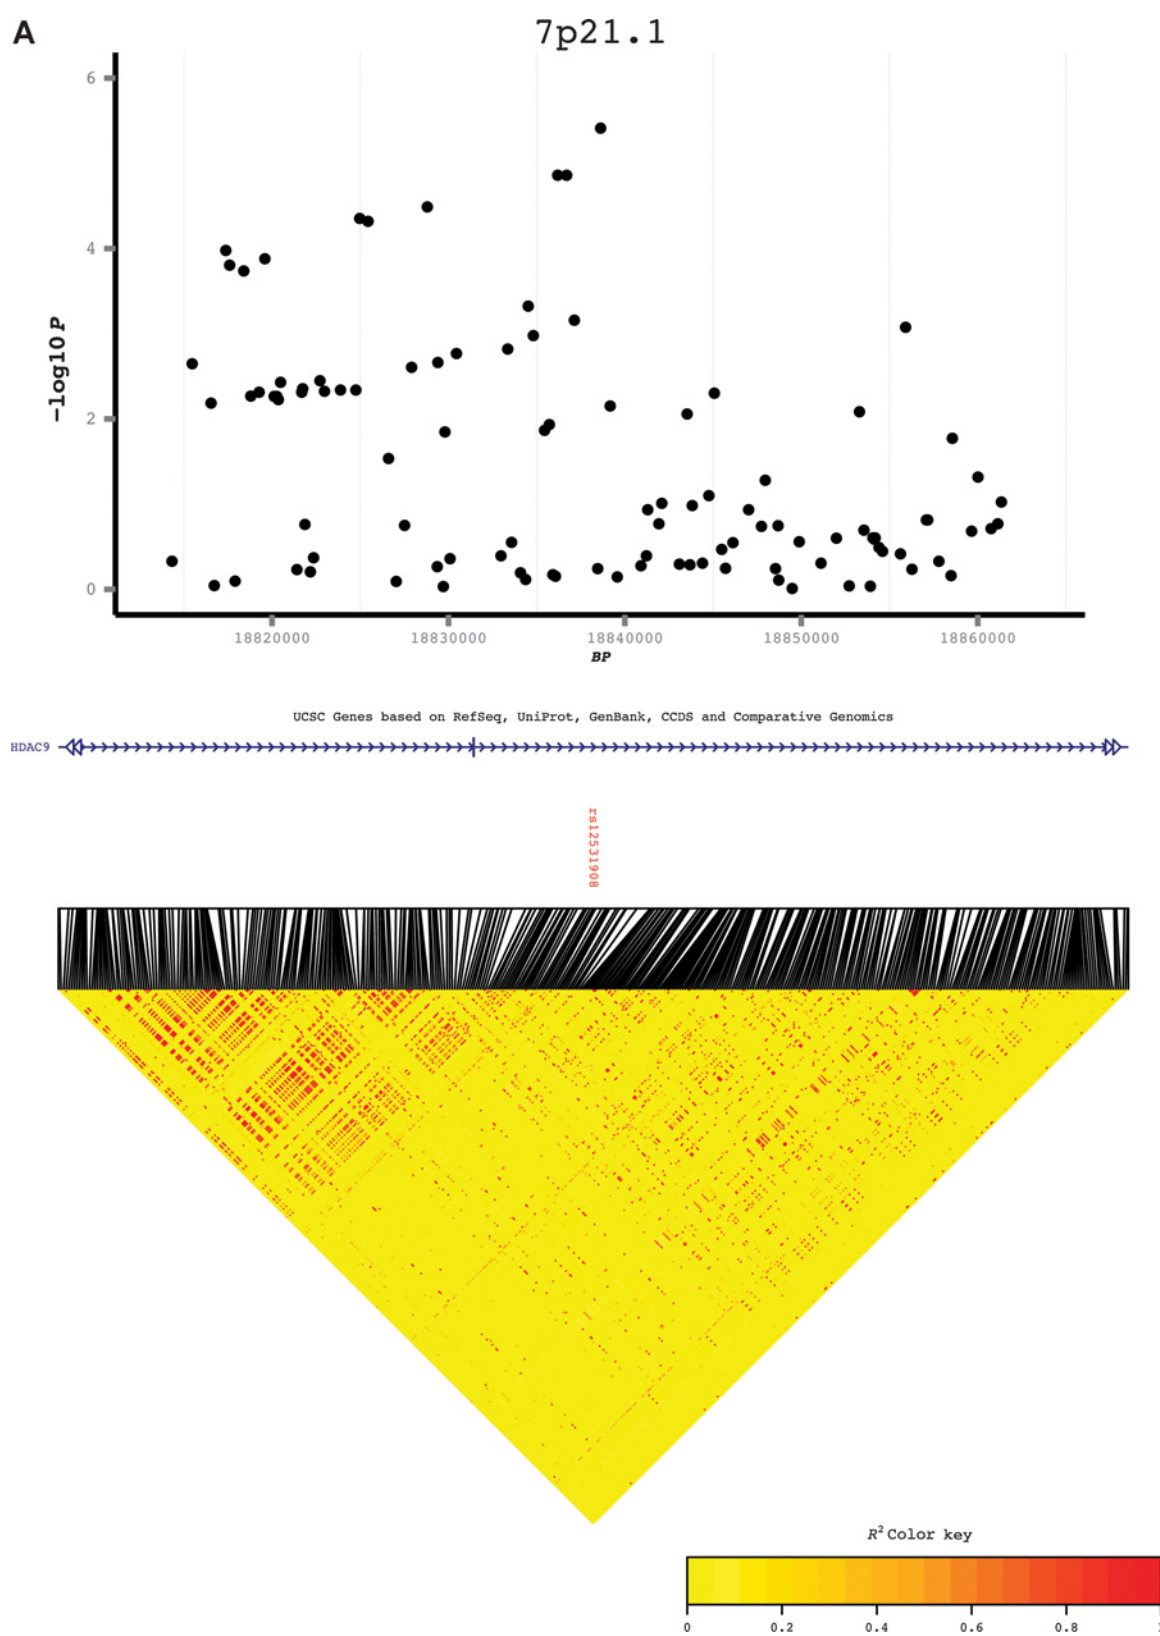 A
7p21.1
6
4
2
0
-log10 P
18820000 18830000 18840000 18850000 18860000
BP
UCSC Genes based on RefSeq, UniProt, GenBank, CCDS and Comparative Genomics
HDAC9
rs12531908
R² Color key
0 0.2 0.4 0.6 0.8 1